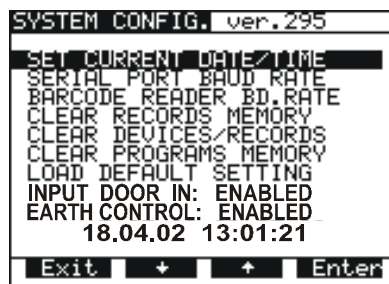 SYSTEM CONFIG. ver.295
SET CURRENT DATE/TIME
SERIAL PORT BAUD RATE
BARCODE READER BD.RATE
CLEAR RECORDS MEMORY
CLEAR DEVICES/RECORDS
CLEAR PROGRAMS MEMORY
LOAD DEFAULT SETTING
INPUT DOOR IN: ENABLED
EARTH CONTROL: ENABLED
18.04.02 13:01:21
Exit ↓ ↑ Enter